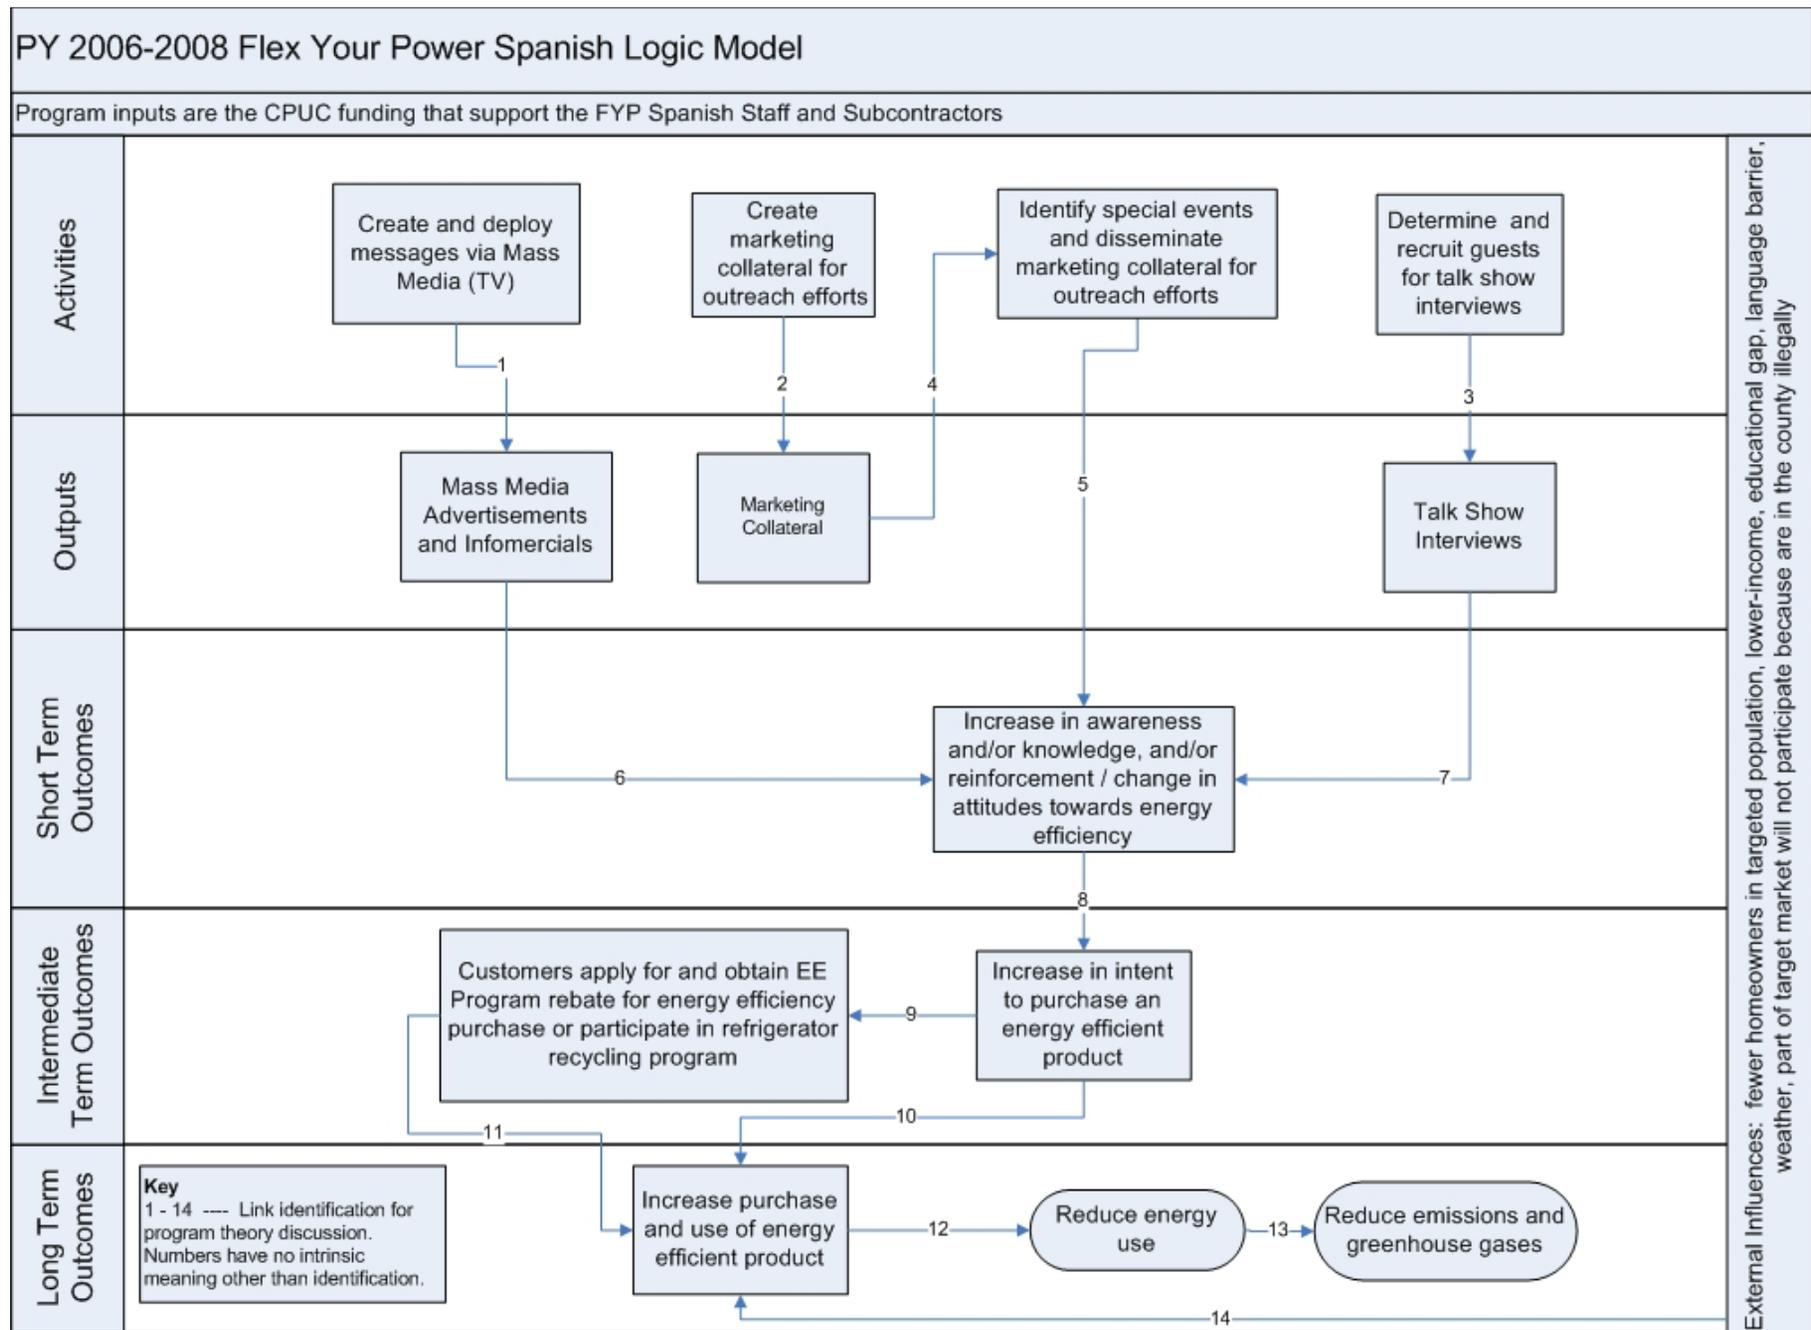 PY 2006-2008 Flex Your Power Spanish Logic Model
Program inputs are the CPUC funding that support the FYP Spanish Staff and Subcontractors
Activities
Create and deploy
messages via Mass
Media (TV)
Create
marketing
collateral for
outreach efforts
Identify special events
and disseminate
marketing collateral for
outreach efforts
Determine and
recruit guests
for talk show
interviews
1
2
4
3
Outputs
Mass Media
Advertisements
and Infomercials
Marketing
Collateral
5
Talk Show
Interviews
Short Term
Outcomes
6
Increase in awareness
and/or knowledge, and/or
reinforcement / change in
attitudes towards energy
efficiency
7
8
Intermediate
Term Outcomes
Customers apply for and obtain EE
Program rebate for energy efficiency
purchase or participate in refrigerator
recycling program
9
Increase in intent
to purchase an
energy efficient
product
10
11
Long Term
Outcomes
Key
1 - 14 ---- Link identification for
program theory discussion.
Numbers have no intrinsic
meaning other than identification.
Increase purchase
and use of energy
efficient product
12
Reduce energy
use
13
Reduce emissions and
greenhouse gases
14
External Influences: fewer homeowners in targeted population, lower-income, educational gap, language barrier,
weather, part of target market will not participate because are in the county illegally